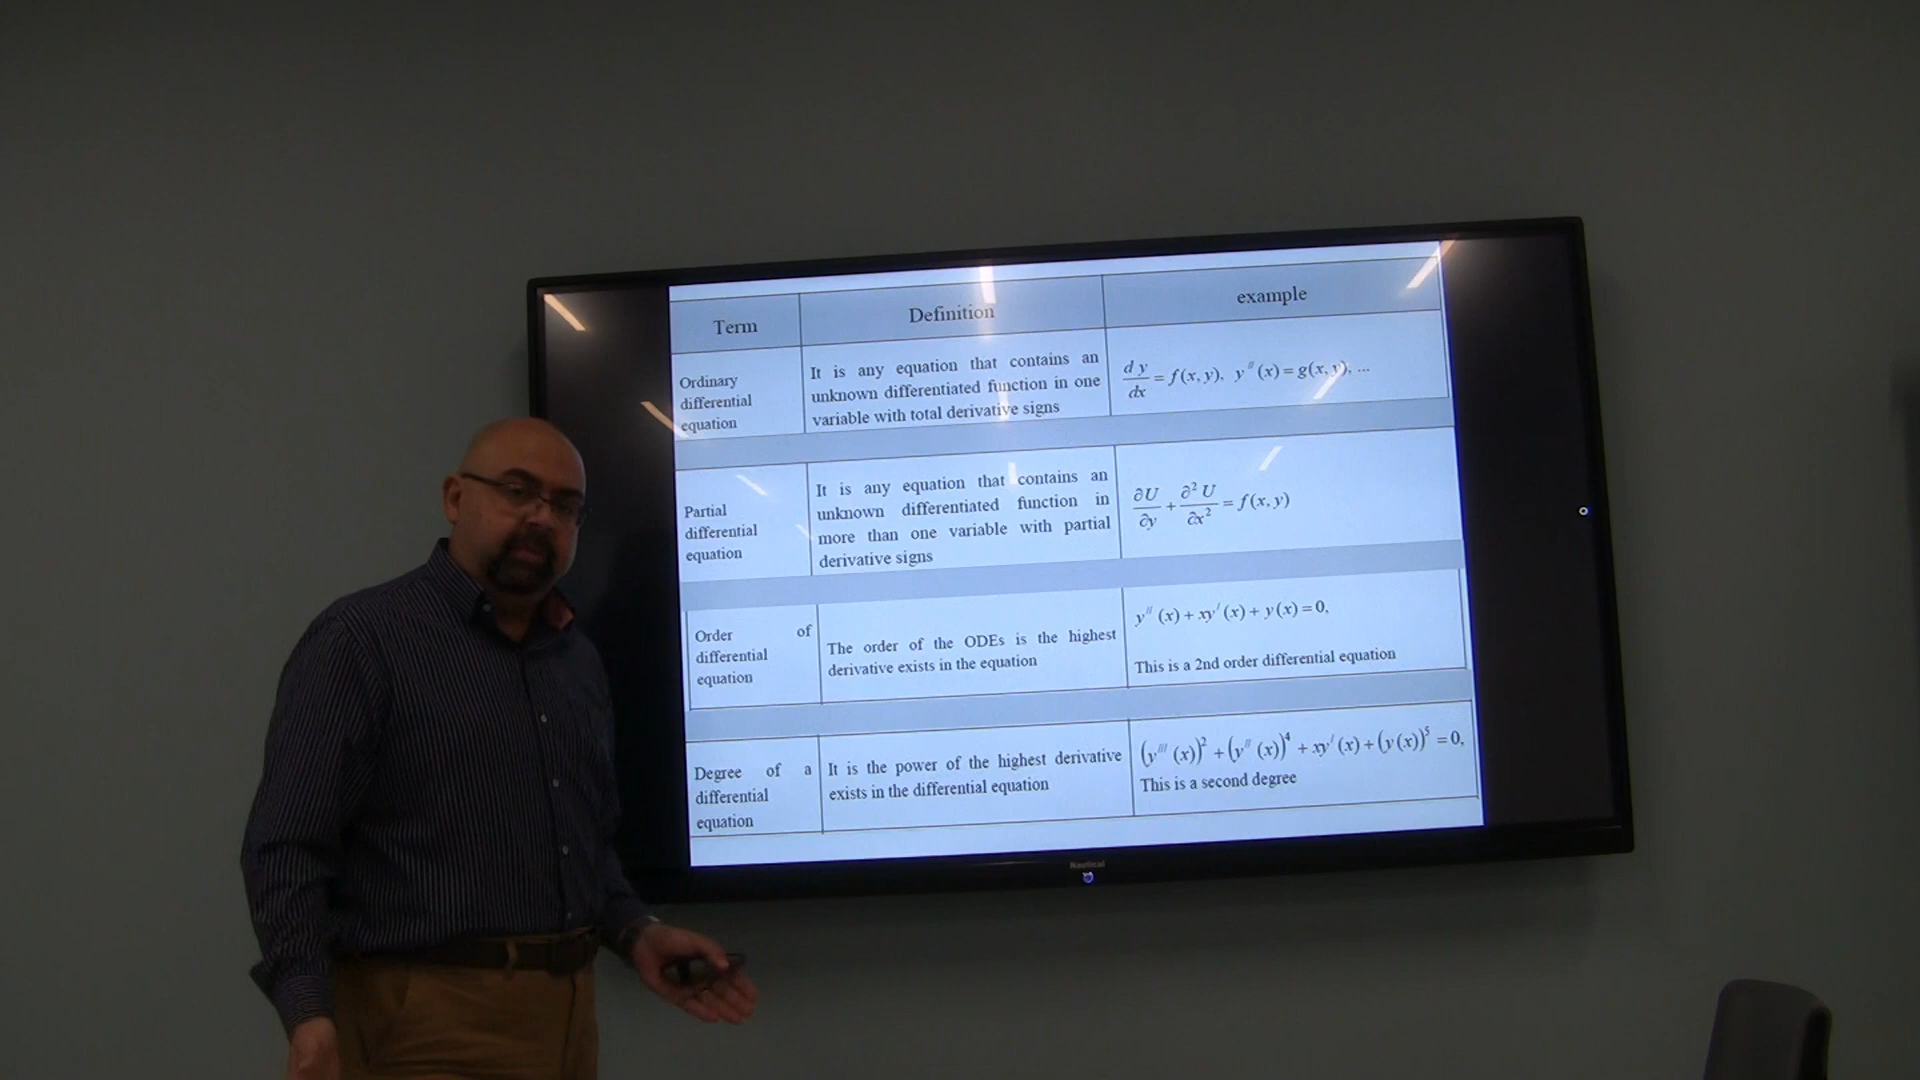 Term
Definition
example
Ordinary
differential
equation
It is any equation that contains an
unknown differentiated function in one
variable with total derivative signs
dy/dx = f(x, y), y''(x) = g(x, y), ...
Partial
differential
equation
It is any equation that contains an
unknown differentiated function in
more than one variable with partial
derivative signs
∂U/∂y + ∂²U/∂x² = f(x, y)
Order of
differential
equation
The order of the ODEs is the highest
derivative exists in the equation
y''(x) + xy'(x) + y(x) = 0,
This is a 2nd order differential equation
Degree of a
differential
equation
It is the power of the highest derivative
exists in the differential equation
(y'''(x))² + (y''(x))⁴ + xy'(x) + (y(x))⁵ = 0,
This is a second degree
Nautical